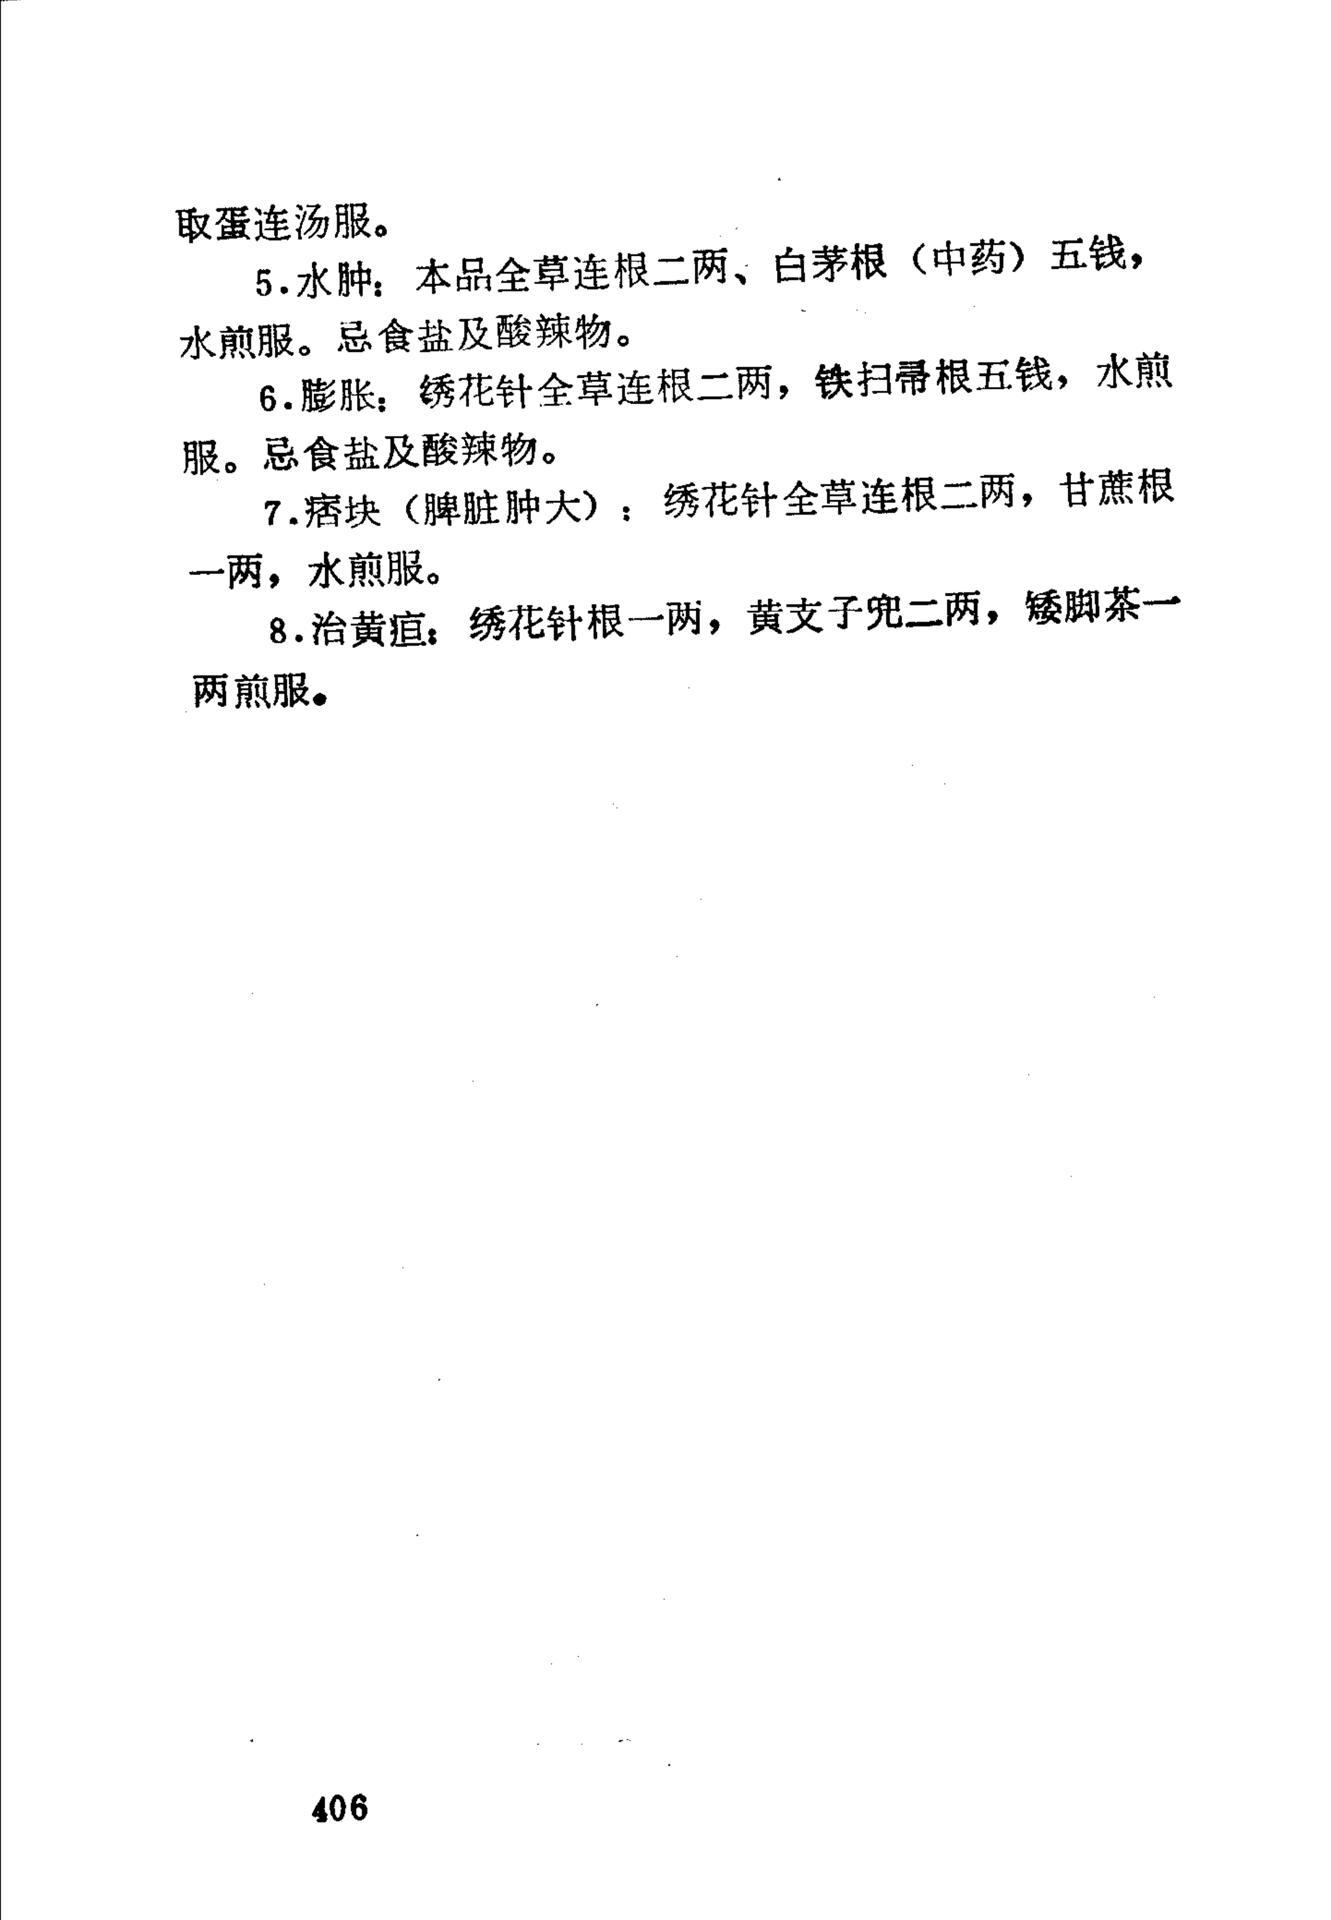 取蛋连汤服。
5.水肿：本品全草连根二两、白茅根（中药）五钱，
水煎服。忌食盐及酸辣物。
6.膨胀：绣花针全草连根二两，铁扫帚根五钱，水煎
服。忌食盐及酸辣物。
7.痞块（脾脏肿大）：绣花针全草连根二两，甘蔗根
一两，水煎服。
8.治黄疸：绣花针根一两，黄支子兜二两，矮脚茶一
两煎服。
406